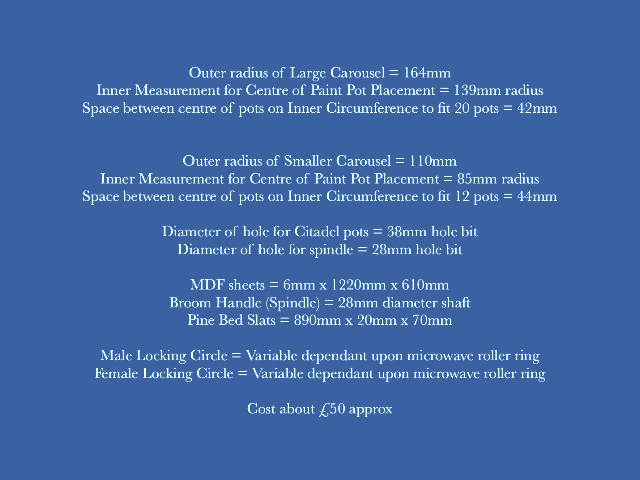 Outer radius of Large Carousel = 164mm
Inner Measurement for Centre of Paint Pot Placement = 139mm radius
Space between centre of pots on Inner Circumference to fit 20 pots = 42mm
Outer radius of Smaller Carousel = 110mm
Inner Measurement for Centre of Paint Pot Placement = 85mm radius
Space between centre of pots on Inner Circumference to fit 12 pots = 44mm
Diameter of hole for Citadel pots = 38mm hole bit
Diameter of hole for spindle = 28mm hole bit
MDF sheets = 6mm x 1220mm x 610mm
Broom Handle (Spindle) = 28mm diameter shaft
Pine Bed Slats = 890mm x 20mm x 70mm
Male Locking Circle = Variable dependant upon microwave roller ring
Female Locking Circle = Variable dependant upon microwave roller ring
Cost about £50 approx